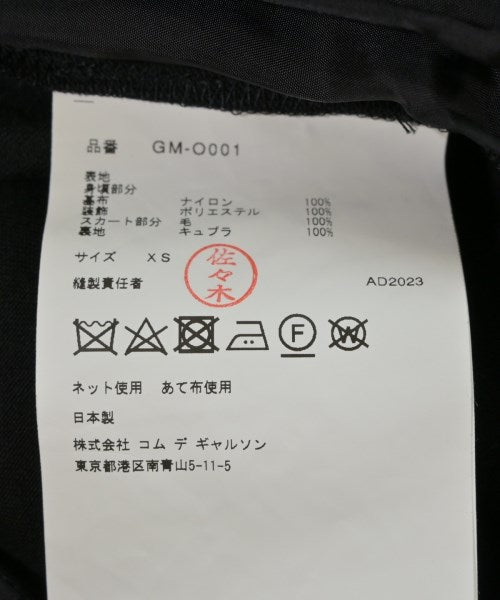 品番 GM-O001
表地
身頃部分
基布 ナイロン 100%
装飾 ポリエステル 100%
スカート部分 毛 100%
裏地 キュプラ 100%
サイズ XS
縫製責任者 佐々木 AD2023
F W
ネット使用 あて布使用
日本製
株式会社 コム デ ギャルソン
東京都港区南青山5-11-5